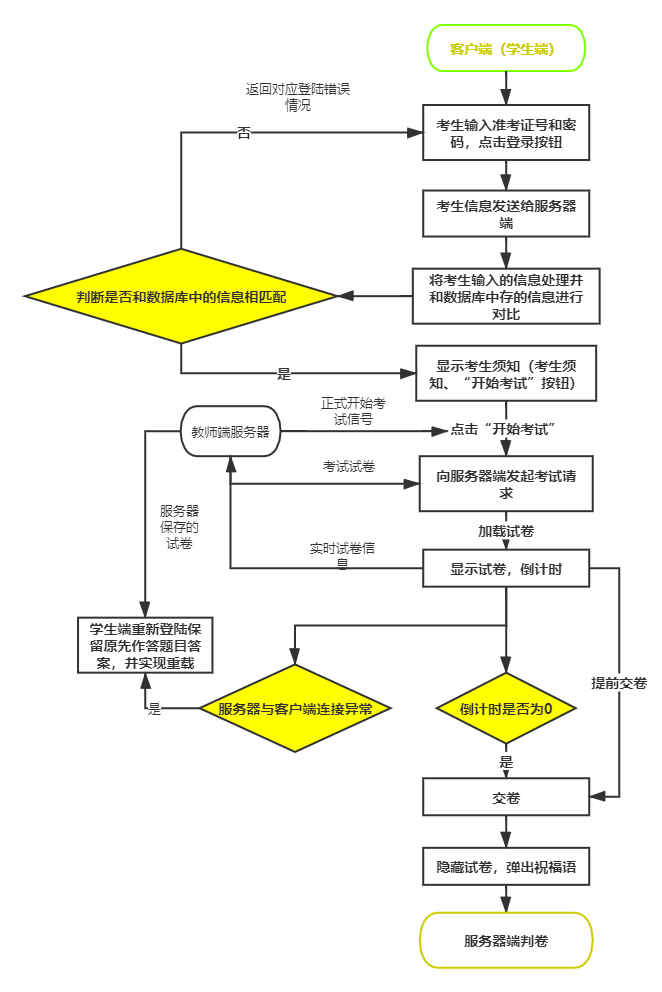 客户端（学生端）
返回对应登陆错误
情况
否
考生输入准考证号和密
码，点击登录按钮
考生信息发送给服务器
端
将考生输入的信息处理并
和数据库中存的信息进行
对比
判断是否和数据库中的信息相匹配
是
显示考生须知（考生须
知、“开始考试”按钮）
正式开始考
试信号
教师端服务器
点击“开始考试”
考试试卷
向服务器端发起考试请
求
服务器
保存的
试卷
加载试卷
实时试卷信
息
显示试卷，倒计时
学生端重新登陆保
留原先作答题目答
案，并实现重载
提前交卷
是
服务器与客户端连接异常
倒计时是否为0
是
交卷
隐藏试卷，弹出祝福语
服务器端判卷